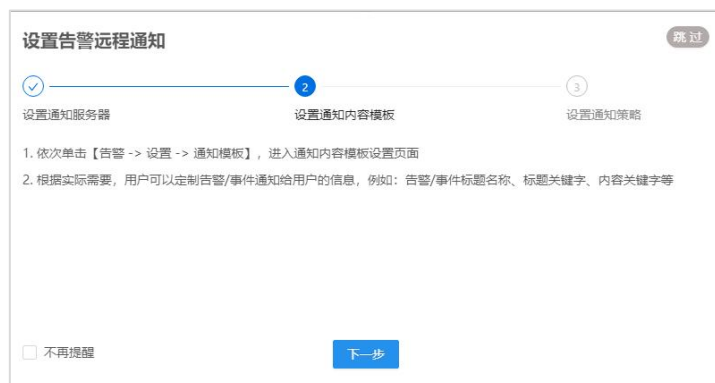 设置告警远程通知
跳过
2
3
设置通知服务器
设置通知内容模板
设置通知策略
1. 依次单击【告警 -> 设置 -> 通知模板】，进入通知内容模板设置页面
2. 根据实际需要，用户可以定制告警/事件通知给用户的信息，例如：告警/事件标题名称、标题关键字、内容关键字等
不再提醒
下一步